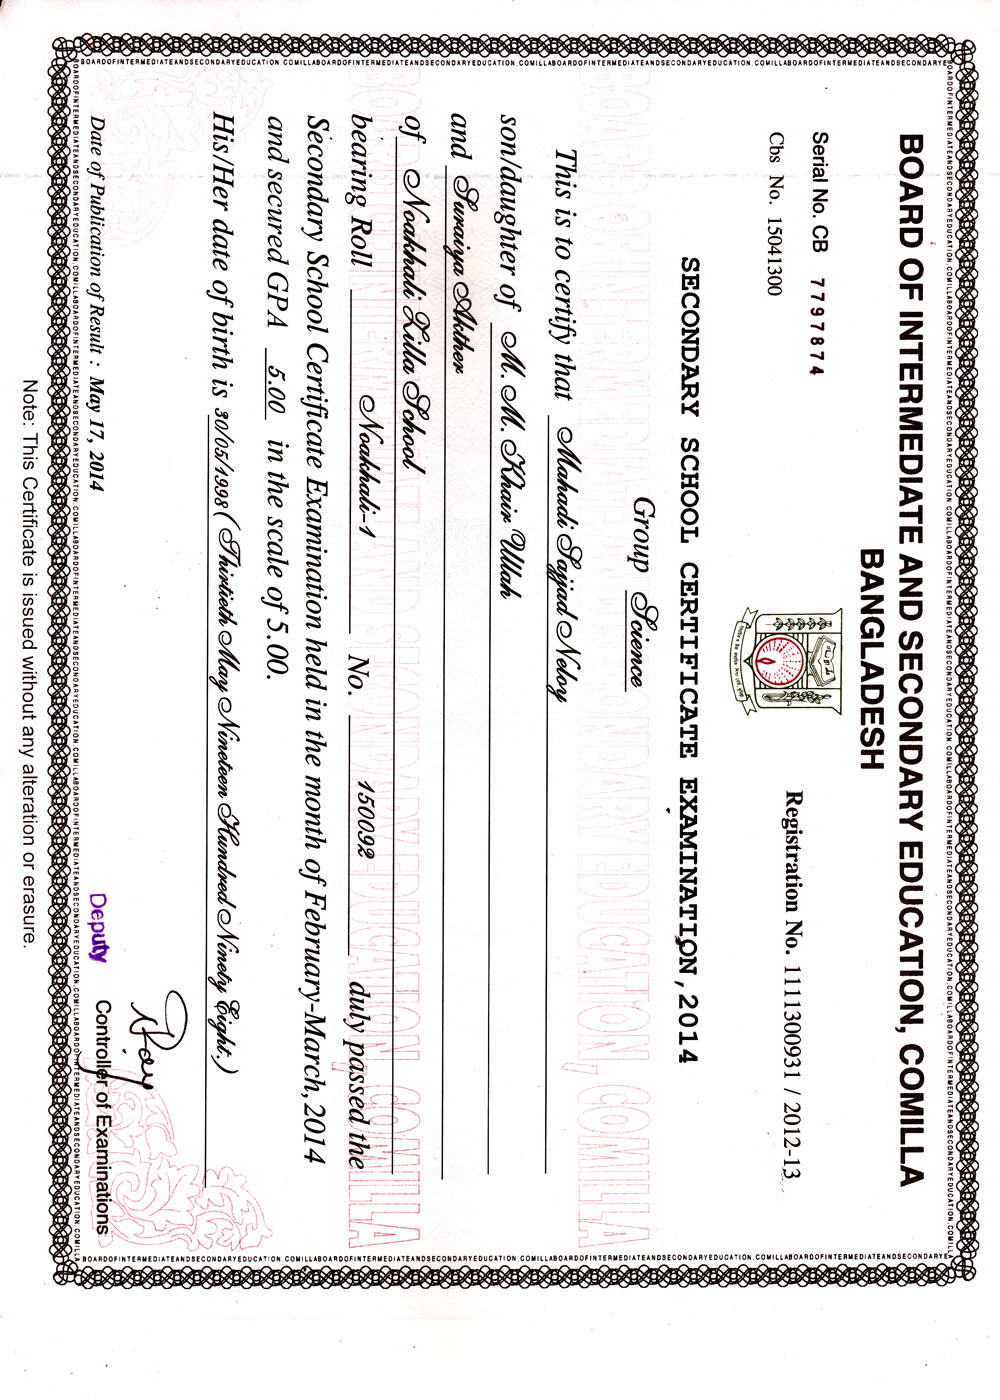 BOARD OF INTERMEDIATE AND SECONDARY EDUCATION, COMILLA
BANGLADESH
Serial No. CB 7797874
Cbs No. 15041300
Registration No. 1111300931 / 2012-13
SECONDARY SCHOOL CERTIFICATE EXAMINATION,2014
Group Science
This is to certify that Mahadi Sajjad Neloy
son/daughter of M. M. Khair Ullah
and Suraiya Akther
of Noakhali Zilla School
bearing Roll Noakhali-1 No. 150092 duly passed the
Secondary School Certificate Examination held in the month of February-March, 2014
and secured GPA 5.00 in the scale of 5.00.
His/Her date of birth is 30/05/1998 ( Thirtieth May Nineteen Hundred Ninety Eight.)
Date of Publication of Result : May 17, 2014
Deputy Controller of Examinations
Note: This Certificate is issued without any alteration or erasure.
BOARD OF INTERMEDIATE AND SECONDARY EDUCATION, COMILLA
BOARD OF INTERMEDIATE AND SECONDARY EDUCATION, COMILLA